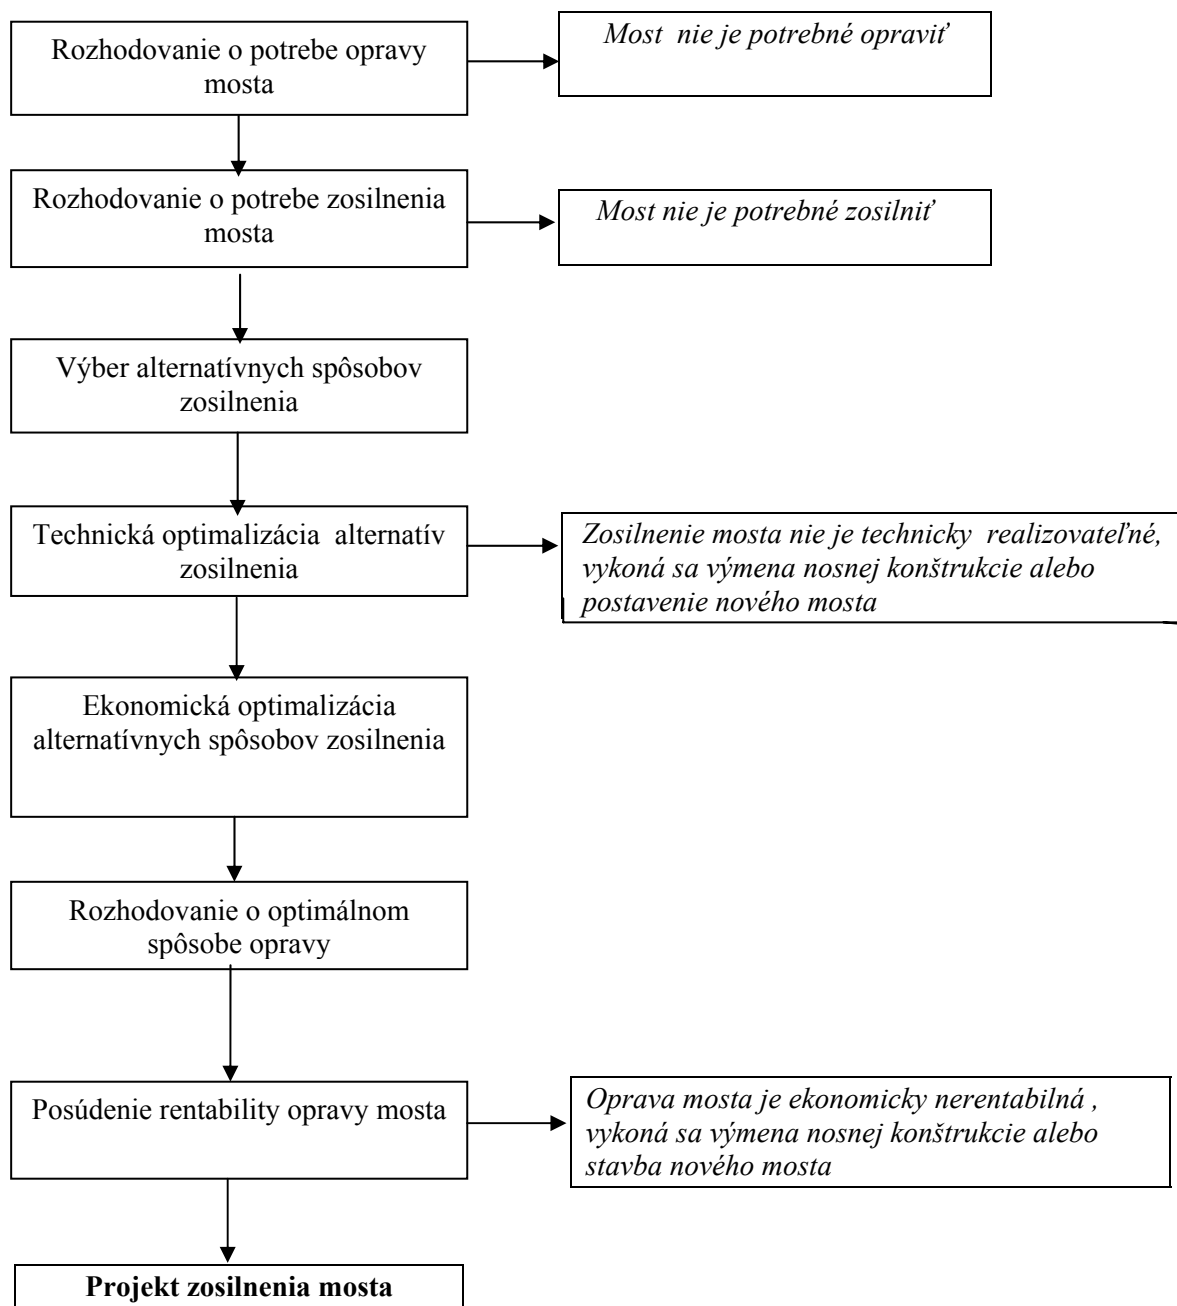 Rozhodovanie o potrebe opravy
mosta
Most nie je potrebné opraviť
Rozhodovanie o potrebe zosilnenia
mosta
Most nie je potrebné zosilniť
Výber alternatívnych spôsobov
zosilnenia
Technická optimalizácia alternatív
zosilnenia
Zosilnenie mosta nie je technicky realizovateľné,
vykoná sa výmena nosnej konštrukcie alebo
postavenie nového mosta
Ekonomická optimalizácia
alternatívnych spôsobov zosilnenia
Rozhodovanie o optimálnom
spôsobe opravy
Posúdenie rentability opravy mosta
Oprava mosta je ekonomicky nerentabilná ,
vykoná sa výmena nosnej konštrukcie alebo
stavba nového mosta
Projekt zosilnenia mosta